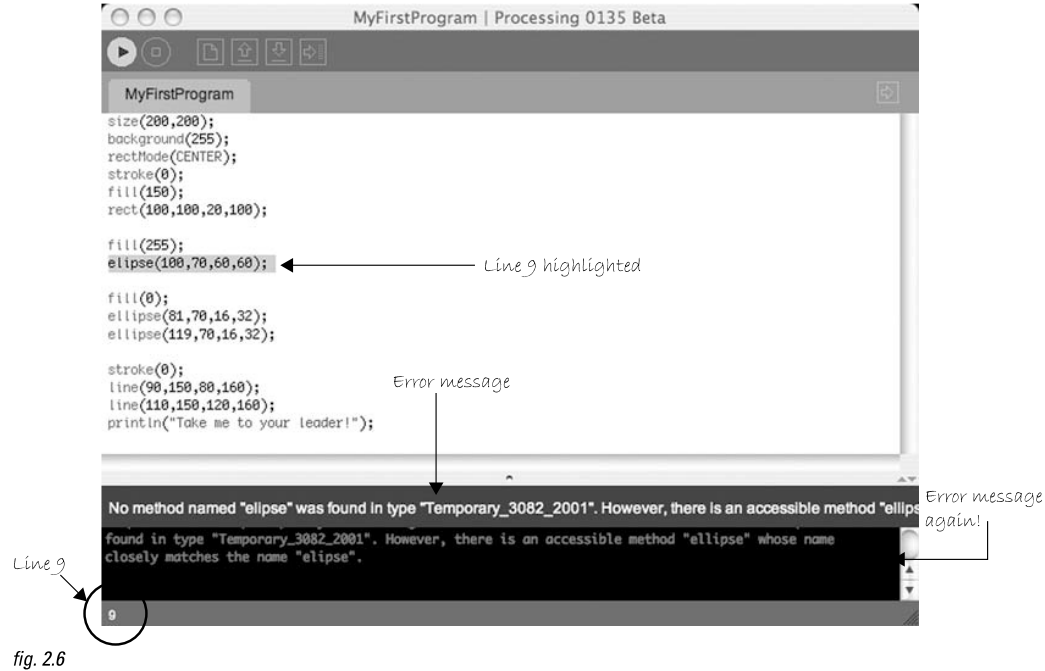 MyFirstProgram | Processing 0135 Beta
MyFirstProgram
size(200,200);
background(255);
rectMode(CENTER);
stroke(0);
fill(150);
rect(100,100,20,100);
fill(255);
elipse(100,70,60,60);
Line 9 highlighted
fill(0);
ellipse(81,70,16,32);
ellipse(119,70,16,32);
stroke(0);
line(90,150,80,160);
line(110,150,120,160);
println("Take me to your leader!");
Error message
No method named "elipse" was found in type "Temporary_3082_2001". However, there is an accessible method "ellips
Error message
again!
found in type "Temporary_3082_2001". However, there is an accessible method "ellipse" whose name
closely matches the name "elipse".
Line 9
9
fig. 2.6